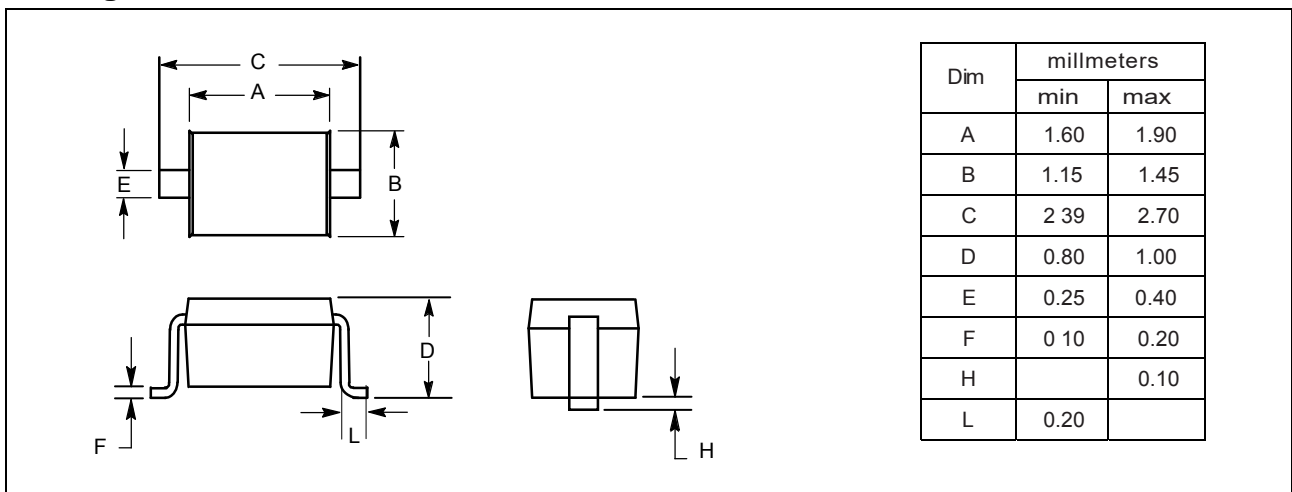 C
A
E
B
D
F
L
H
Dim millmeters
min max
A 1.60 1.90
B 1.15 1.45
C 2 39 2.70
D 0.80 1.00
E 0.25 0.40
F 0 10 0.20
H 0.10
L 0.20